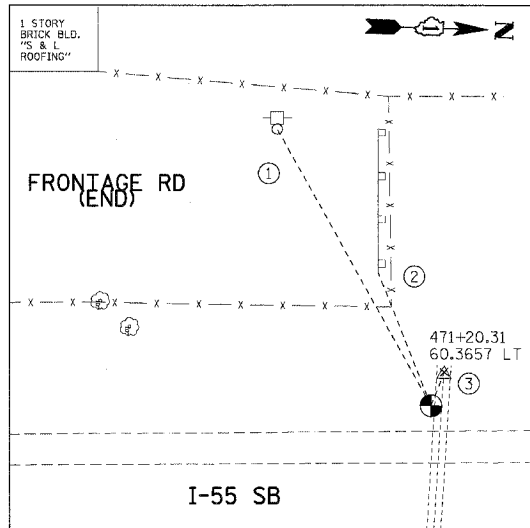 1 STORY
BRICK BLD.
"S & L
ROOFING"
N
1
FRONTAGE RD
(END)
2
471+20.31
60.3657 LT
3
I-55 SB